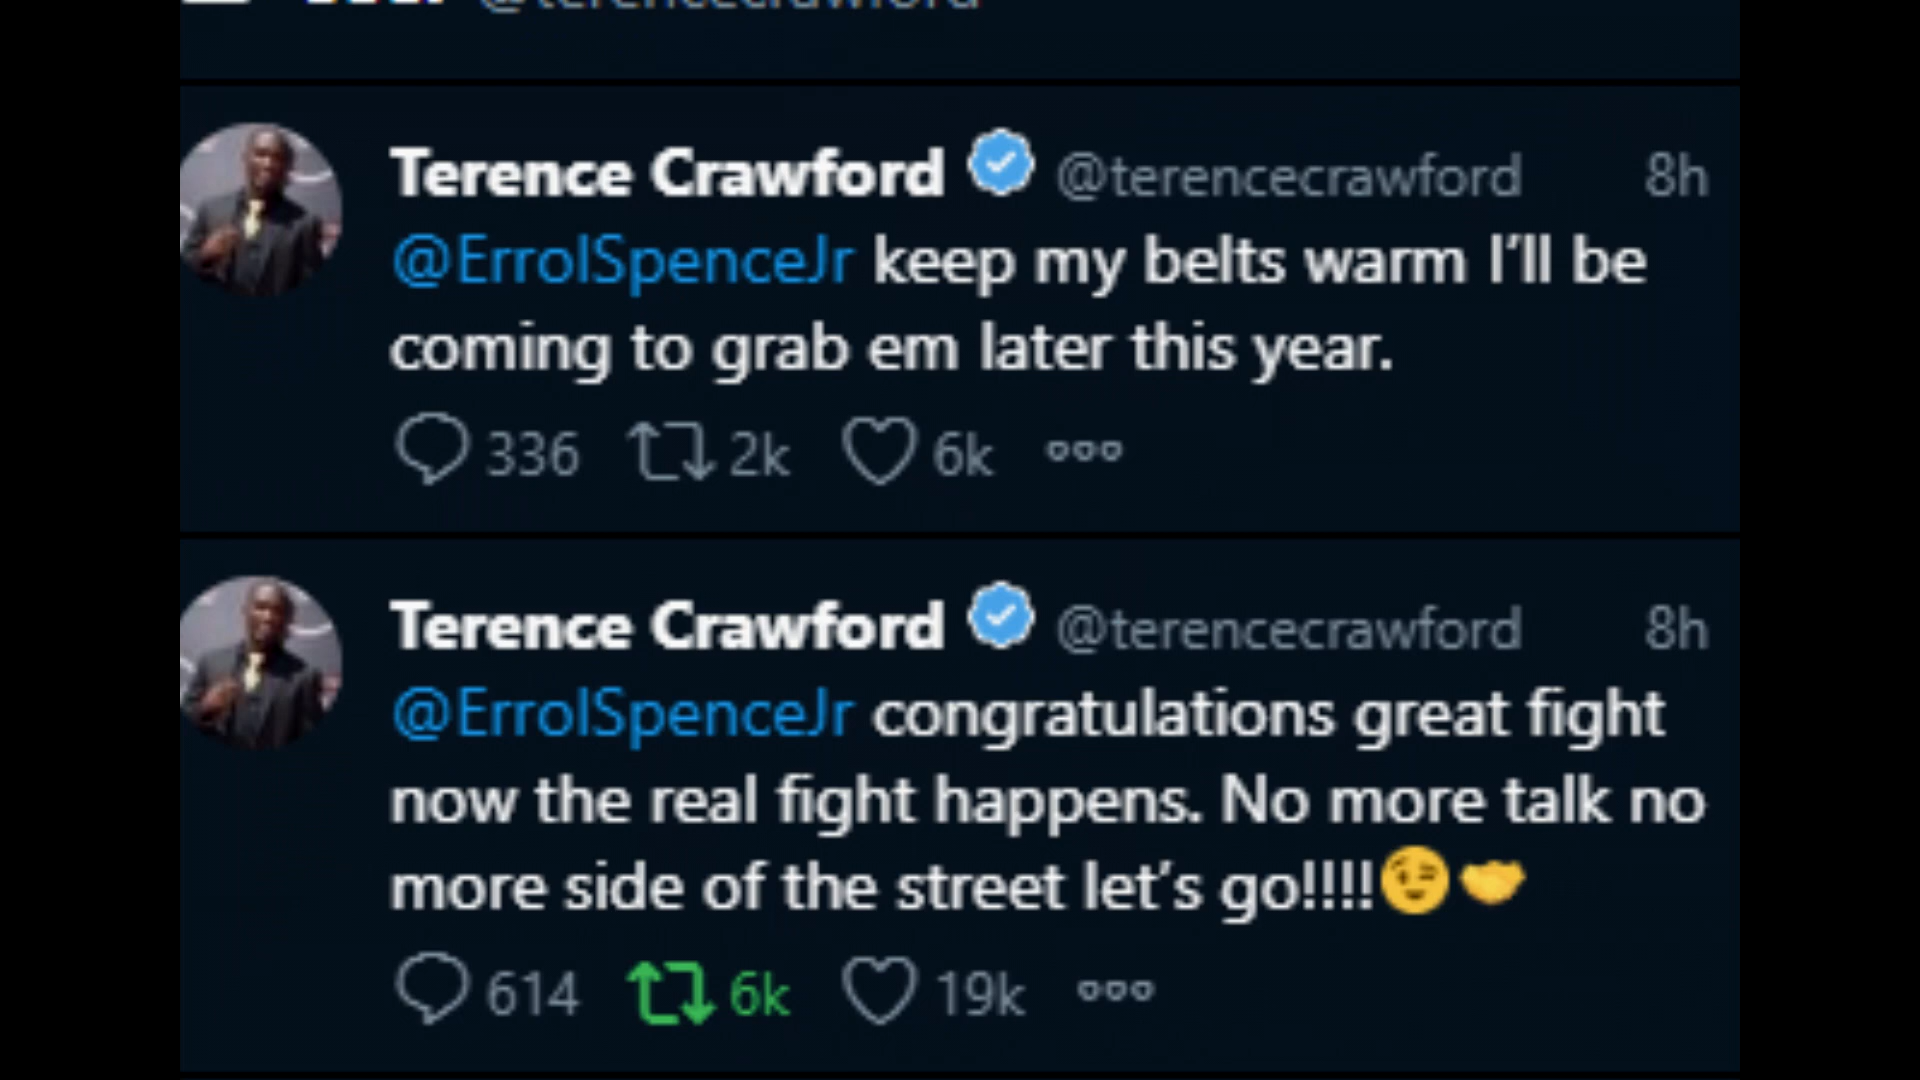 @terencecrawford
Terence Crawford @terencecrawford 8h
@ErrolSpenceJr keep my belts warm I'll be
coming to grab em later this year.
336 2k 6k
Terence Crawford @terencecrawford 8h
@ErrolSpenceJr congratulations great fight
now the real fight happens. No more talk no
more side of the street let's go!!!!😉🤝
614 6k 19k